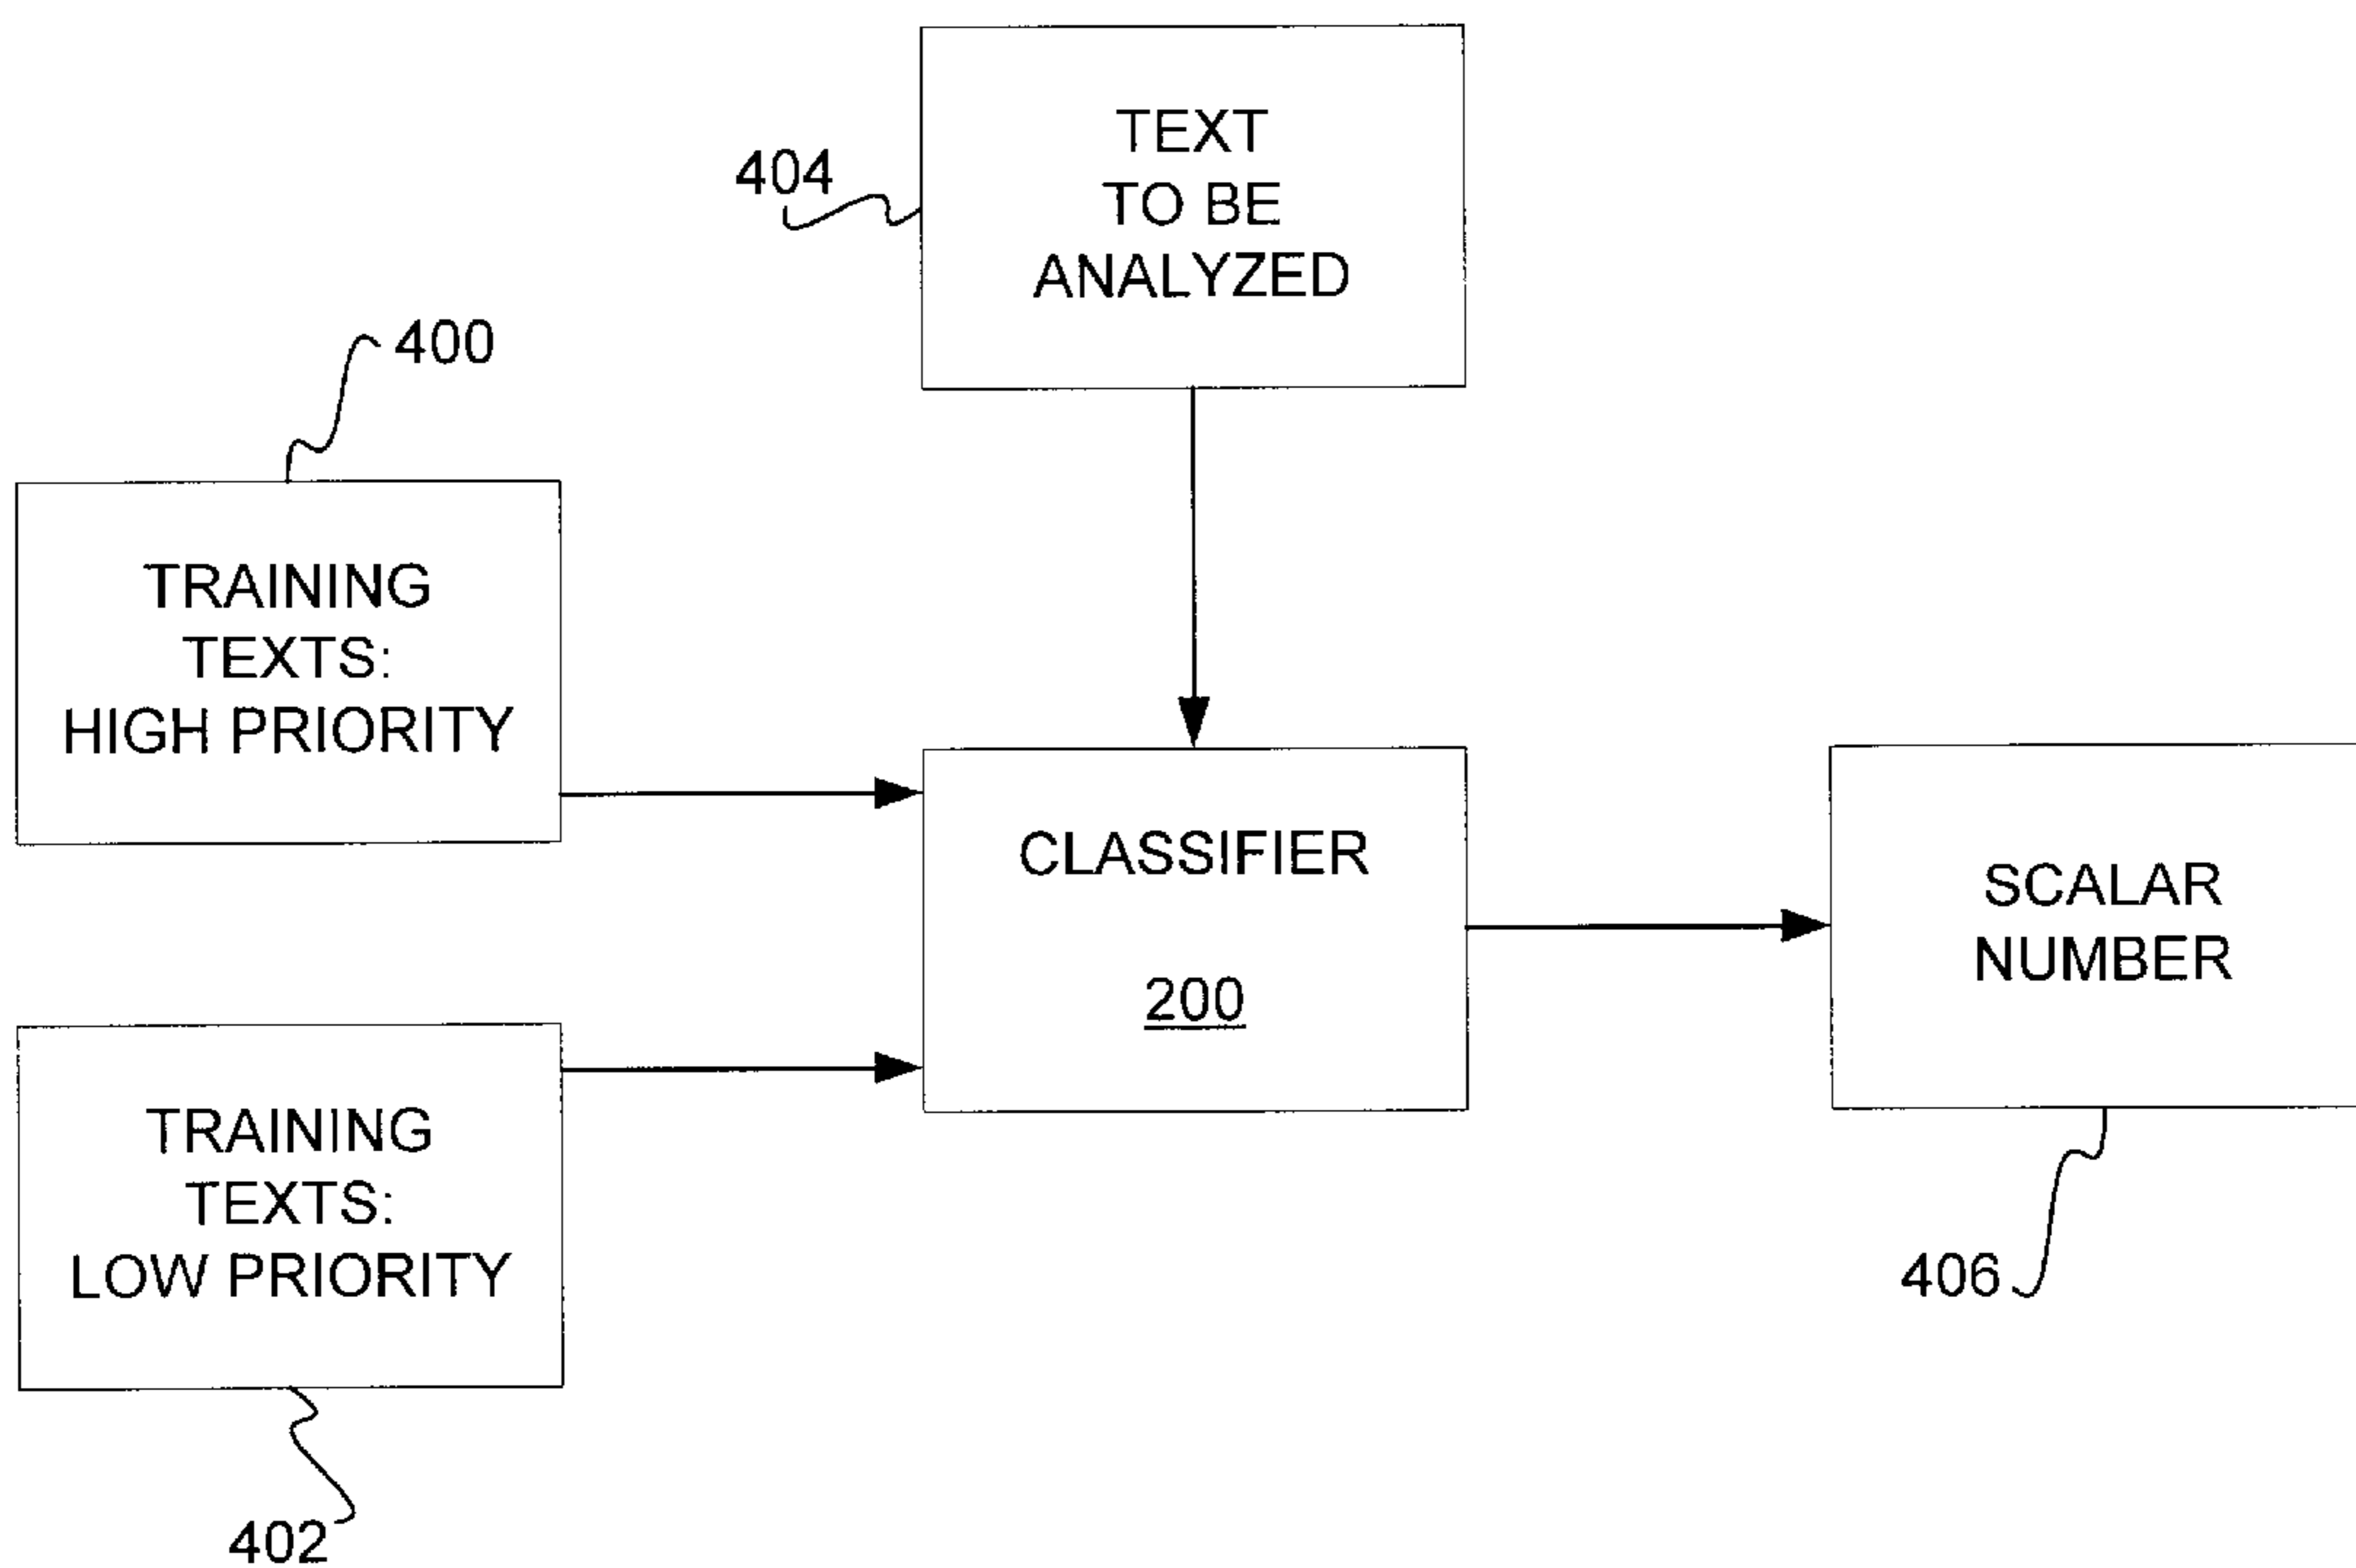 TEXT
TO BE
ANALYZED
404
400
TRAINING
TEXTS:
HIGH PRIORITY
CLASSIFIER
200
SCALAR
NUMBER
TRAINING
TEXTS:
LOW PRIORITY
406
402